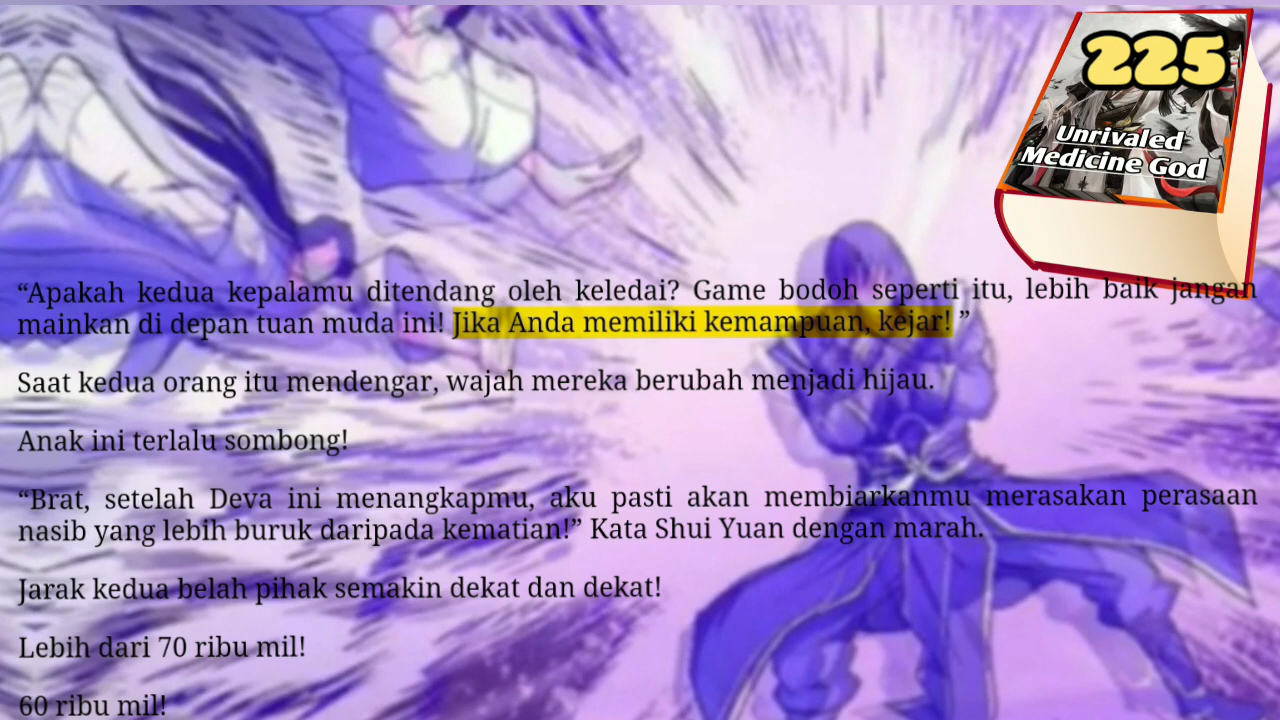 225
Unrivaled
Medicine God
“Apakah kedua kepalamu ditendang oleh keledai? Game bodoh seperti itu, lebih baik jangan
mainkan di depan tuan muda ini! Jika Anda memiliki kemampuan, kejar! ”
Saat kedua orang itu mendengar, wajah mereka berubah menjadi hijau.
Anak ini terlalu sombong!
“Brat, setelah Deva ini menangkapmu, aku pasti akan membiarkanmu merasakan perasaan
nasib yang lebih buruk daripada kematian!” Kata Shui Yuan dengan marah.
Jarak kedua belah pihak semakin dekat dan dekat!
Lebih dari 70 ribu mil!
60 ribu mil!